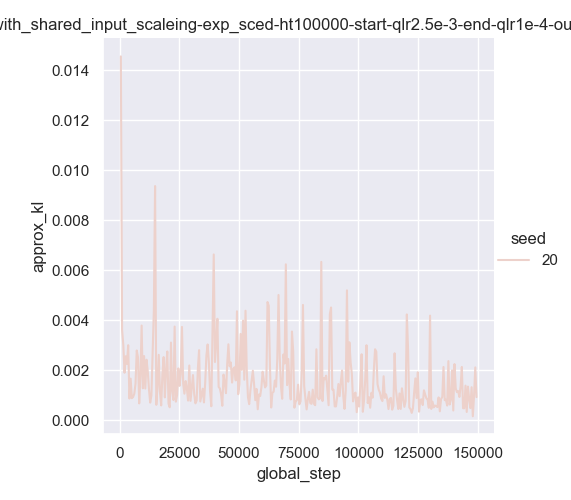 with_shared_input_scaleing-exp_sced-ht100000-start-qlr2.5e-3-end-qlr1e-4-ou
0.014
0.012
0.010
0.008
0.006
0.004
0.002
0.000
approx_kl
0 25000 50000 75000 100000 125000 150000
global_step
seed
20